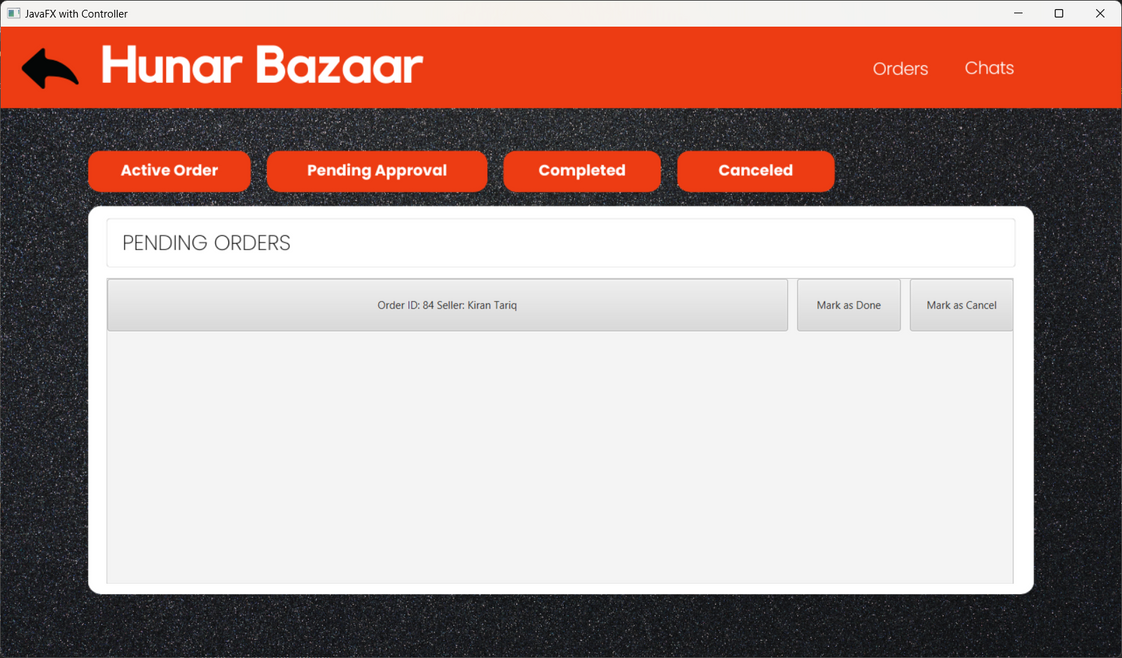 JavaFX with Controller
Hunar Bazaar
Orders
Chats
Active Order
Pending Approval
Completed
Canceled
PENDING ORDERS
Order ID: 84 Seller: Kiran Tariq
Mark as Done
Mark as Cancel